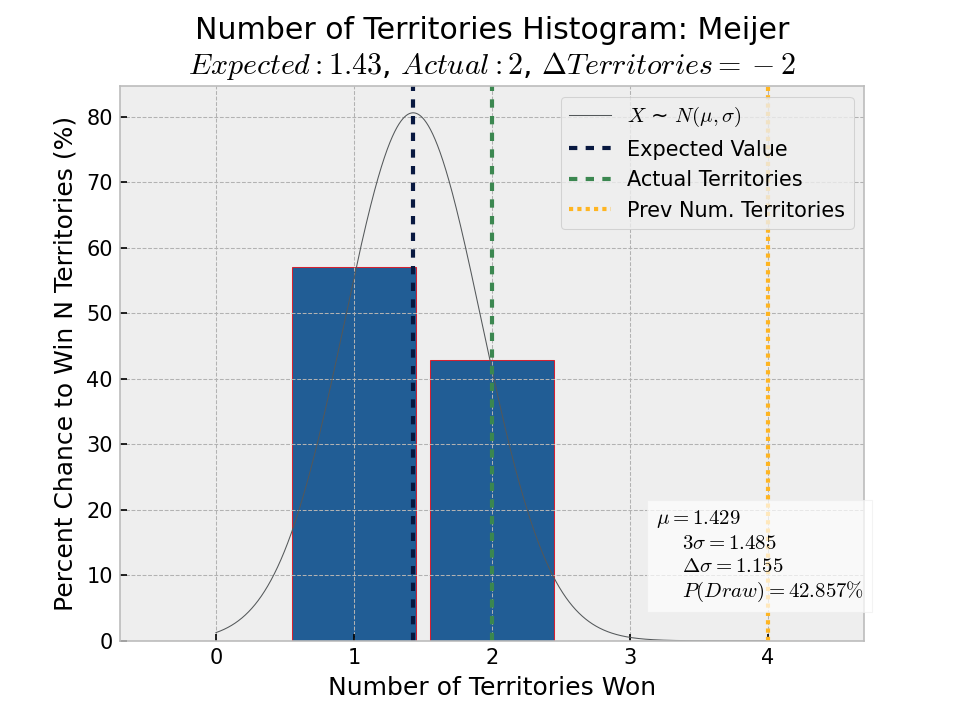 Number of Territories Histogram: Meijer
Expected : 1.43, Actual : 2, ΔTerritories = −2
Percent Chance to Win N Territories (%)
80
70
60
50
40
30
20
10
0
X ~ N(μ, σ)
Expected Value
Actual Territories
Prev Num. Territories
μ = 1.429
3σ = 1.485
Δσ = 1.155
P(Draw) = 42.857%
0 1 2 3 4
Number of Territories Won